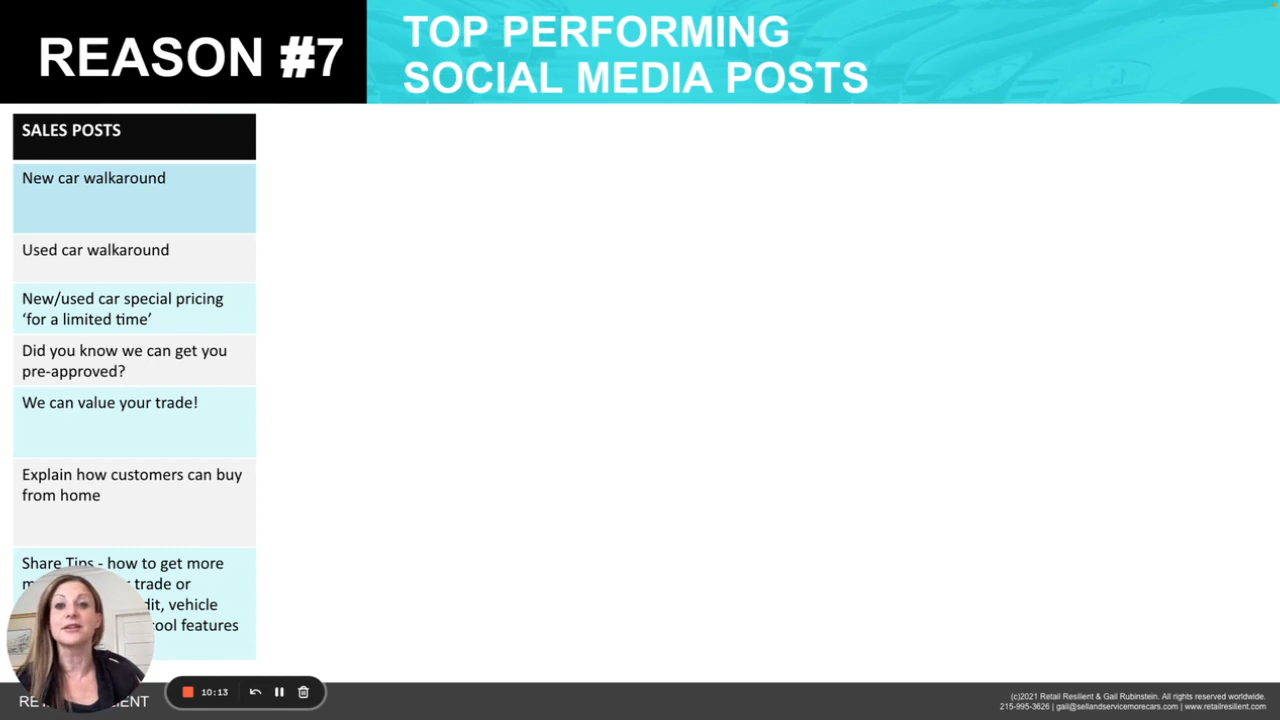 REASON #7
TOP PERFORMING
SOCIAL MEDIA POSTS
SALES POSTS
New car walkaround
Used car walkaround
New/used car special pricing
‘for a limited time’
Did you know we can get you
pre-approved?
We can value your trade!
Explain how customers can buy
from home
Share Tips - how to get more
trade or
vehicle
cool features
10:13
(c)2021 Retail Resilient & Gail Rubinstein. All rights reserved worldwide.
215-995-3626 | gail@sellandservicemorecars.com | www.retailresilient.com